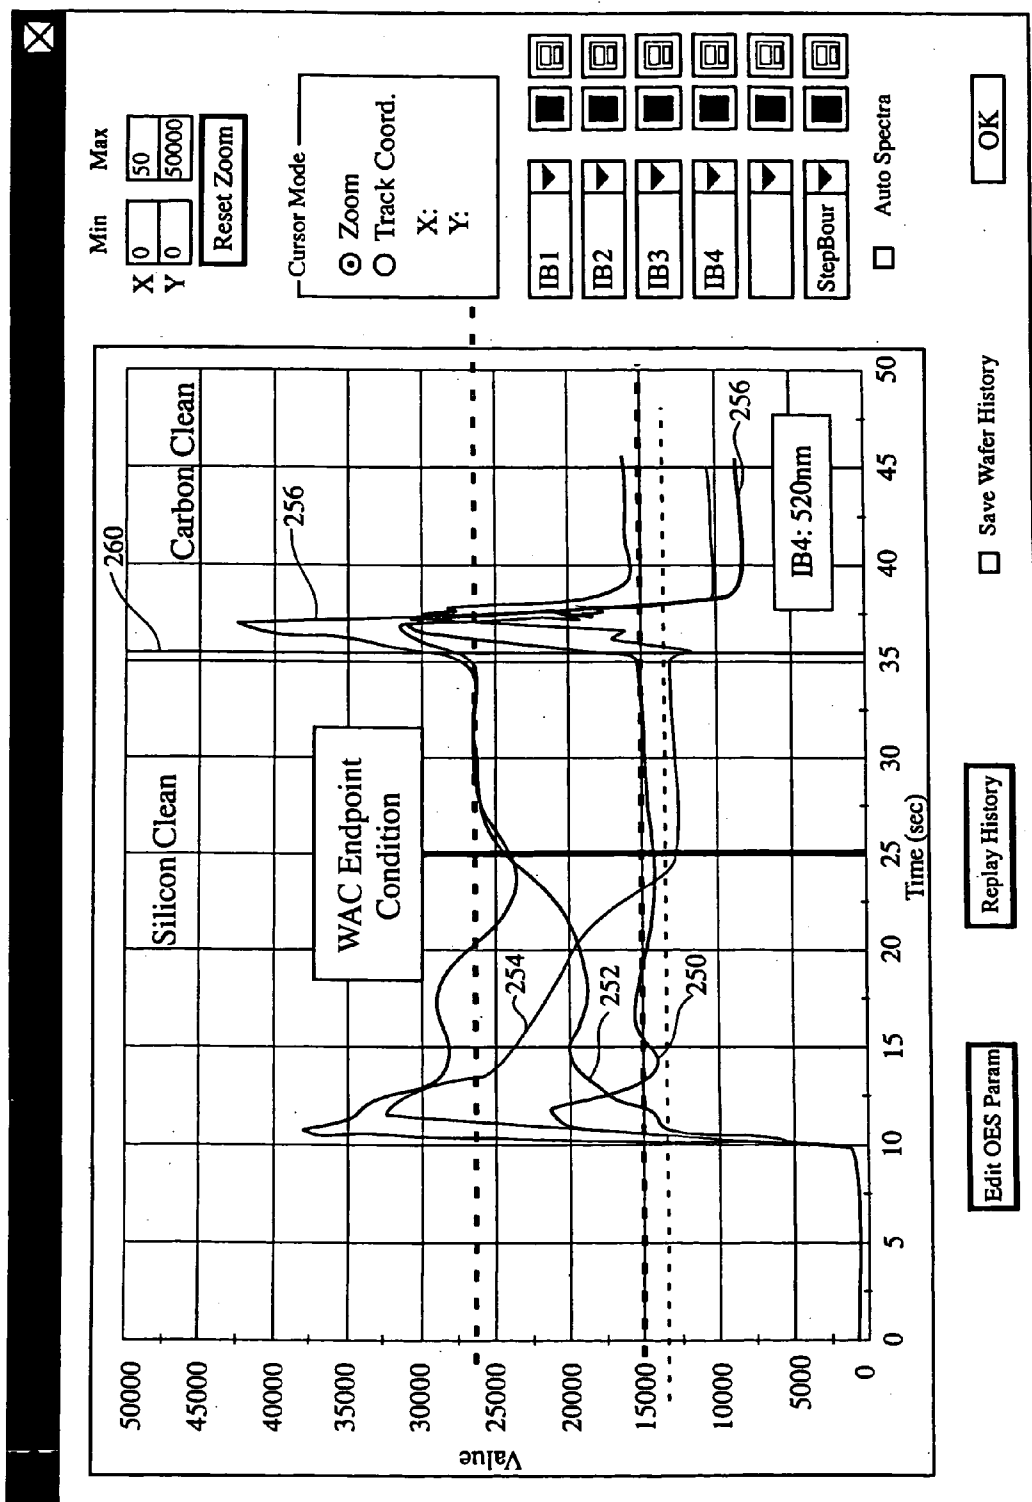 Min
Max
X
0
50
Y
0
50000
Reset Zoom
Cursor Mode
Zoom
Track Coord.
X:
Y:
IB1
IB2
IB3
IB4
StepBour
Auto Spectra
OK
Silicon Clean
Carbon Clean
260
256
WAC Endpoint
Condition
254
252
250
IB4: 520nm
256
Value
50000
45000
40000
35000
30000
25000
20000
15000
10000
5000
0
0
5
10
15
20
25
30
35
40
45
50
Time (sec)
Edit OES Param
Replay History
Save Wafer History